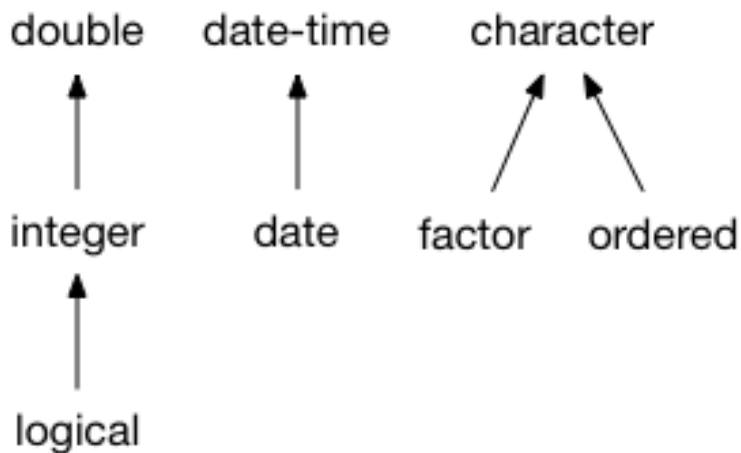 double date-time character
integer date factor ordered
logical